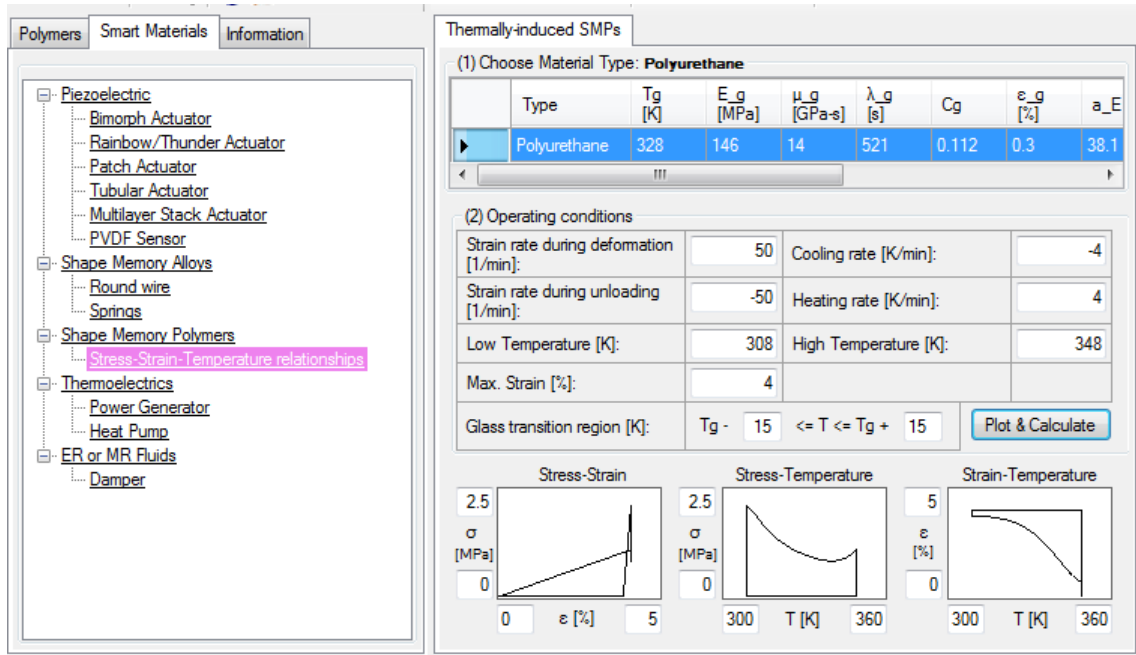 Polymers Smart Materials Information
Piezoelectric
Bimorph Actuator
Rainbow/Thunder Actuator
Patch Actuator
Tubular Actuator
Multilayer Stack Actuator
PVDF Sensor
Shape Memory Alloys
Round wire
Springs
Shape Memory Polymers
Stress-Strain-Temperature relationships
Thermoelectrics
Power Generator
Heat Pump
ER or MR Fluids
Damper
Thermally-induced SMPs
(1) Choose Material Type: Polyurethane
Type Tg [K] E_g [MPa] μ_g [GPa-s] λ_g [s] Cg ε_g [%] a_E
Polyurethane 328 146 14 521 0.112 0.3 38.1
(2) Operating conditions
Strain rate during deformation [1/min]: 50 Cooling rate [K/min]: -4
Strain rate during unloading [1/min]: -50 Heating rate [K/min]: 4
Low Temperature [K]: 308 High Temperature [K]: 348
Max. Strain [%]: 4
Glass transition region [K]: Tg - 15 <= T <= Tg + 15 Plot & Calculate
Stress-Strain Stress-Temperature Strain-Temperature
2.5 2.5 5
σ σ ε
[MPa] [MPa] [%]
0 0 0
0 ε [%] 5 300 T [K] 360 300 T [K] 360